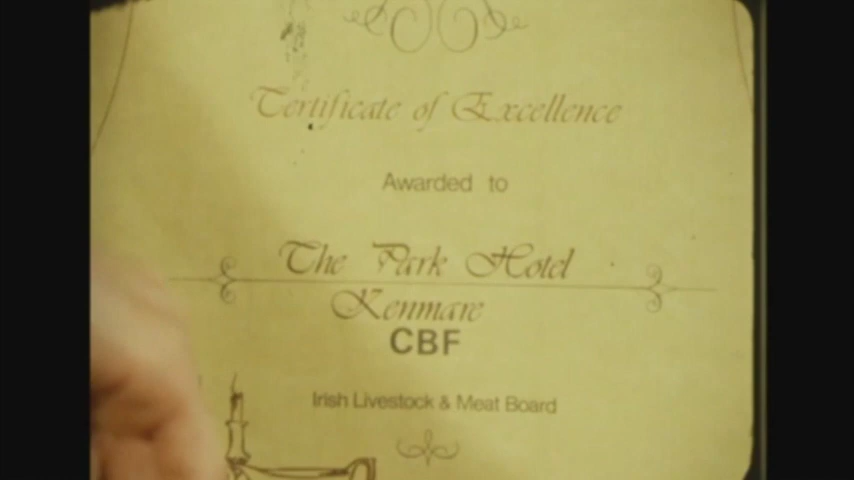 Certificate of Excellence
Awarded to
The Park Hotel
Kenmare
CBF
Irish Livestock & Meat Board